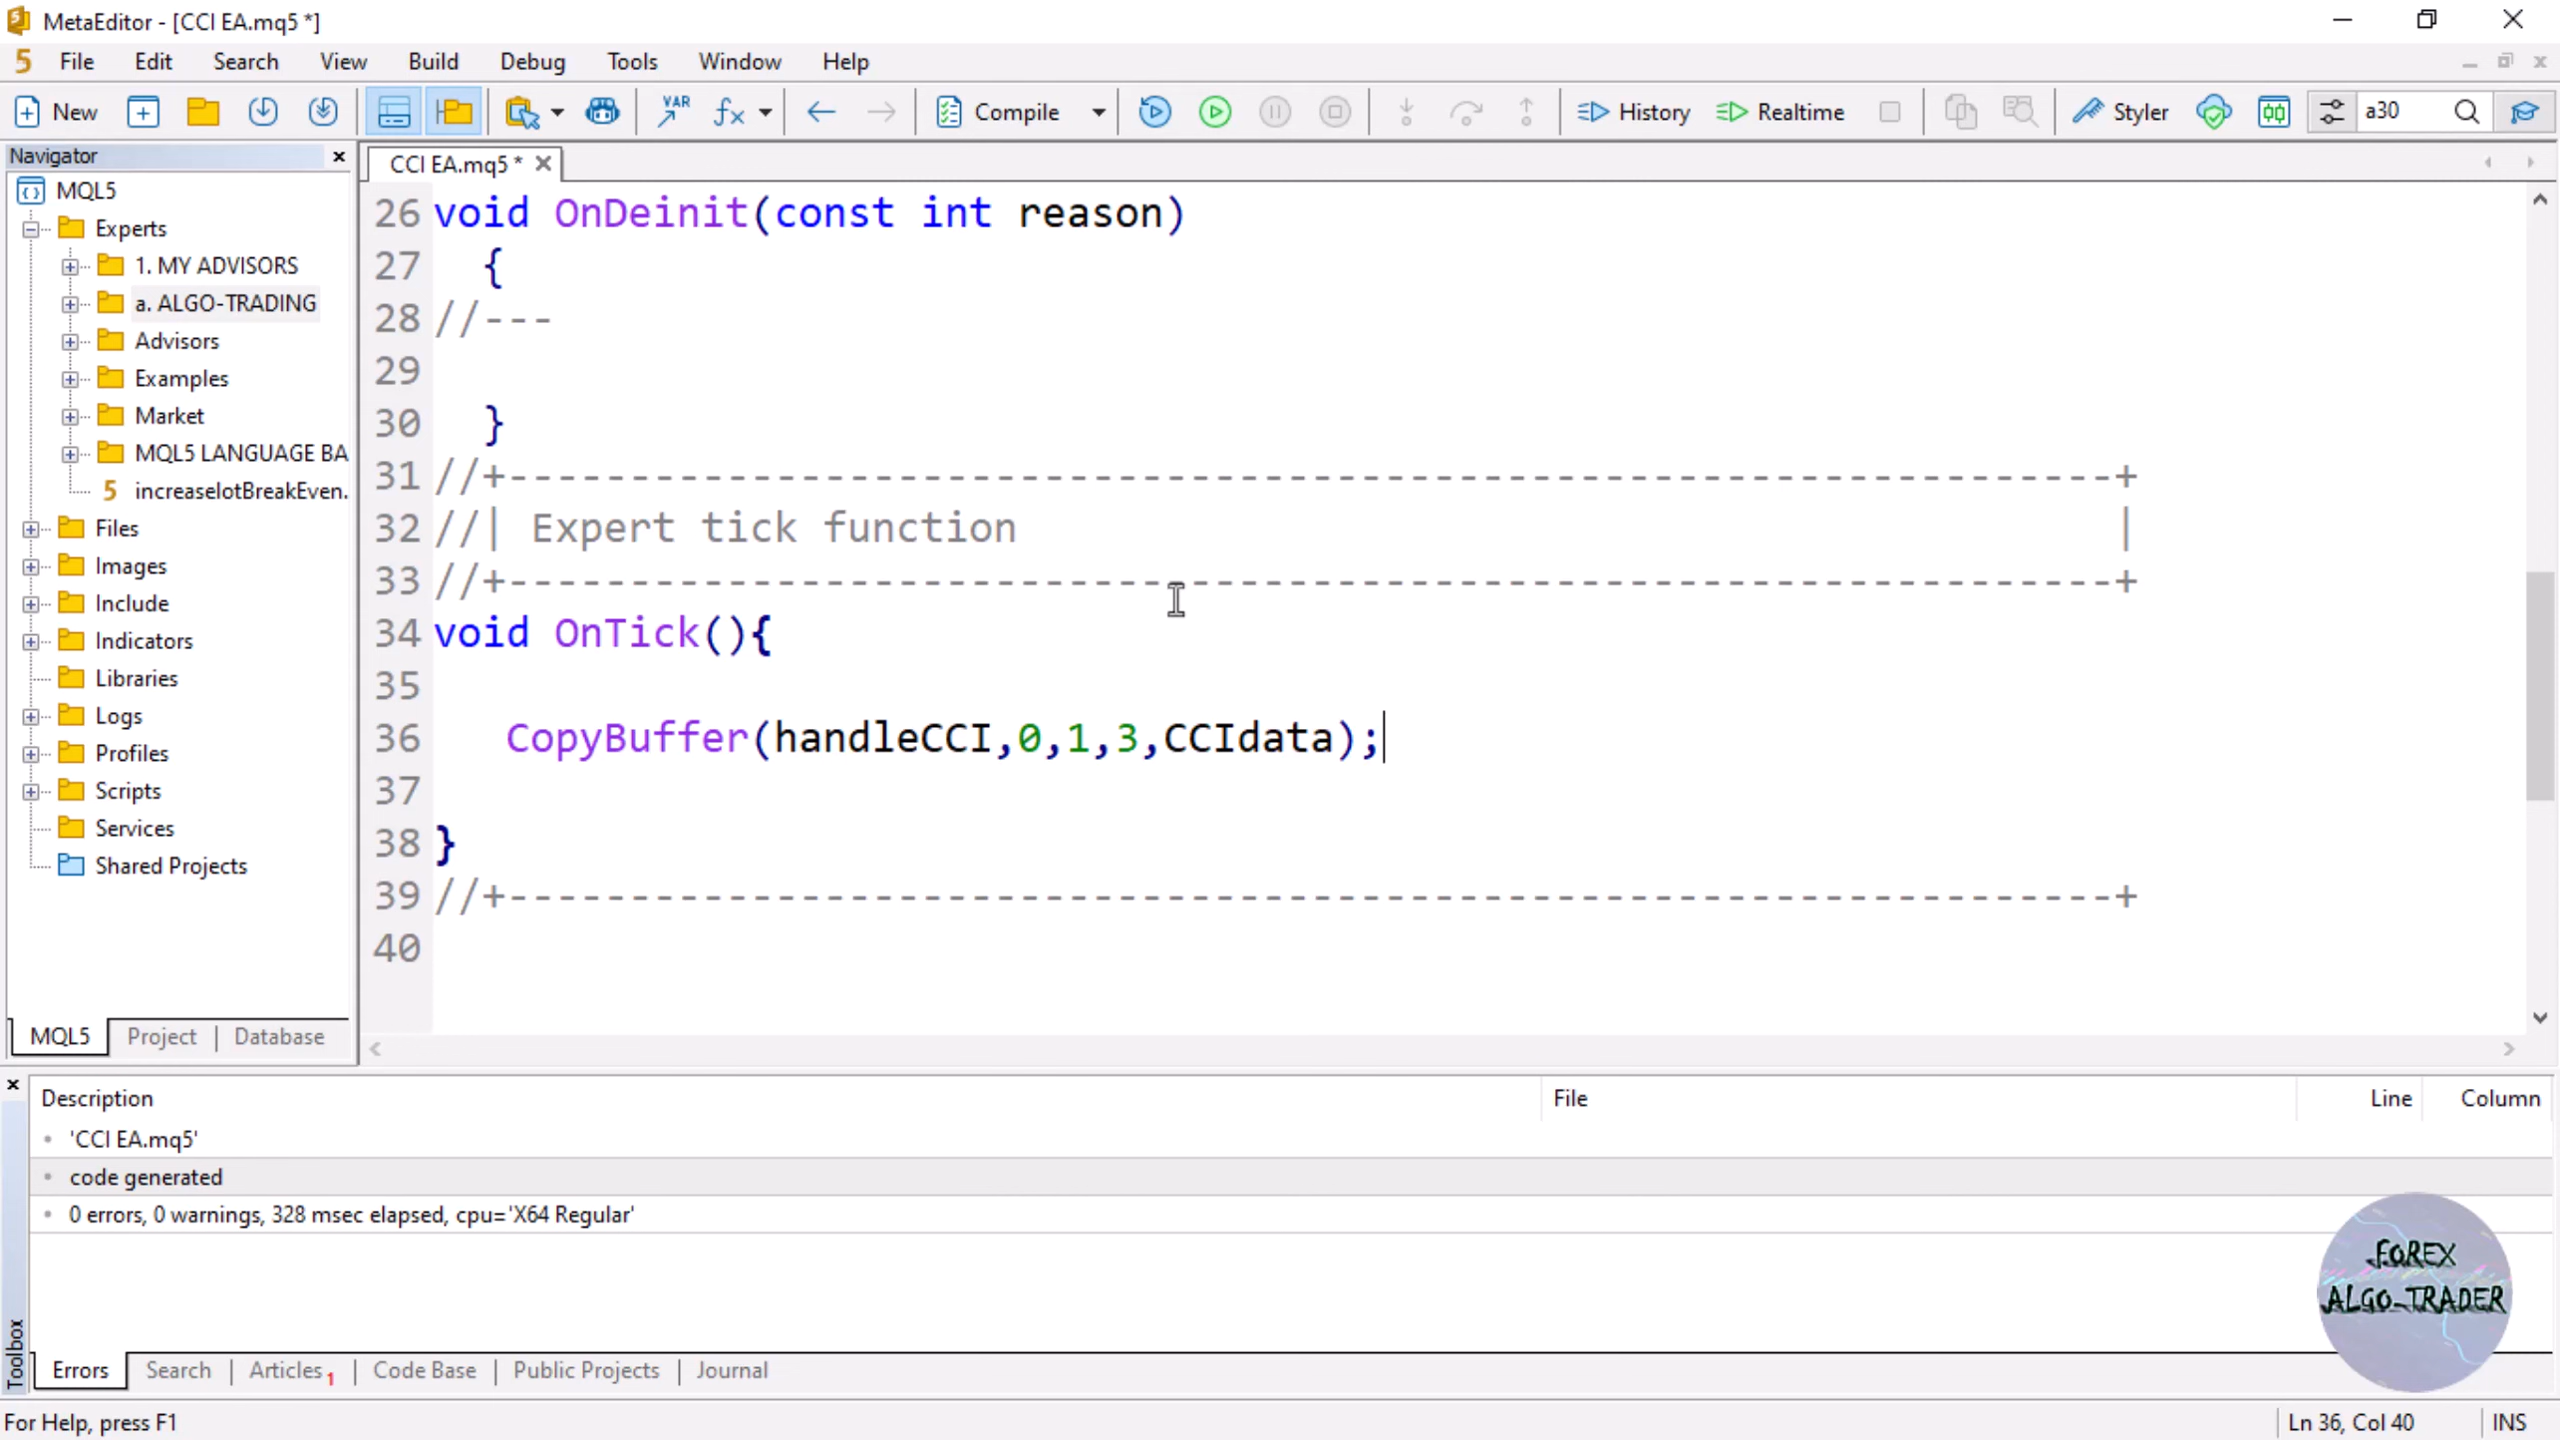 MetaEditor - [CCI EA.mq5 *]
5 File Edit Search View Build Debug Tools Window Help
New VAR fx Compile History Realtime Styler a30
Navigator
CCI EA.mq5 *
MQL5
Experts
1. MY ADVISORS
a. ALGO-TRADING
Advisors
Examples
Market
MQL5 LANGUAGE BA
5 increaselotBreakEven.
Files
Images
Include
Indicators
Libraries
Logs
Profiles
Scripts
Services
Shared Projects
MQL5 | Project | Database
26 void OnDeinit(const int reason)
27 {
28 //---
29
30 }
31 //+------------------------------------------------------------------+
32 //| Expert tick function |
33 //+------------------------------------------------------------------+
34 void OnTick(){
35
36 CopyBuffer(handleCCI,0,1,3,CCIdata);
37
38 }
39 //+------------------------------------------------------------------+
40
Description File Line Column
'CCI EA.mq5'
code generated
0 errors, 0 warnings, 328 msec elapsed, cpu='X64 Regular'
FOREX
ALGO-TRADER
Toolbox
Errors | Search | Articles 1 | Code Base | Public Projects | Journal
For Help, press F1
Ln 36, Col 40 INS